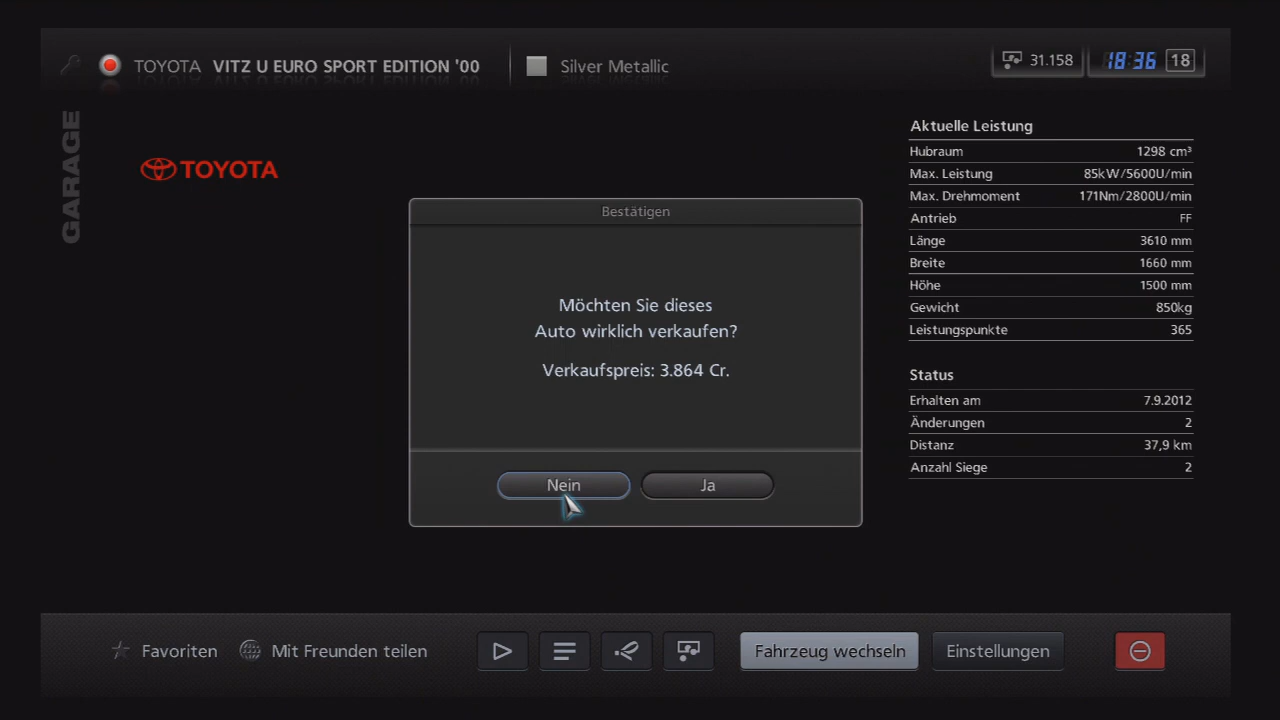 TOYOTA VITZ U EURO SPORT EDITION '00
Silver Metallic
31.158
18:36 18
GARAGE
TOYOTA
Bestätigen
Möchten Sie dieses
Auto wirklich verkaufen?
Verkaufspreis: 3.864 Cr.
Nein
Ja
Aktuelle Leistung
Hubraum 1298 cm³
Max. Leistung 85kW/5600U/min
Max. Drehmoment 171Nm/2800U/min
Antrieb FF
Länge 3610 mm
Breite 1660 mm
Höhe 1500 mm
Gewicht 850kg
Leistungspunkte 365
Status
Erhalten am 7.9.2012
Änderungen 2
Distanz 37,9 km
Anzahl Siege 2
Favoriten
Mit Freunden teilen
Fahrzeug wechseln
Einstellungen